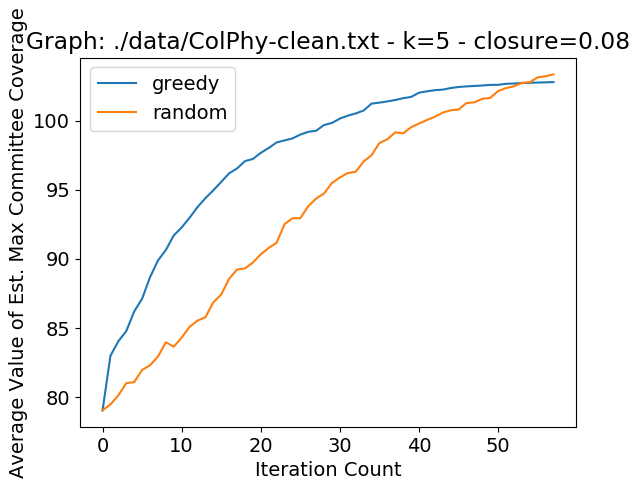 Graph: ./data/ColPhy-clean.txt - k=5 - closure=0.08
greedy
random
Average Value of Est. Max Committee Coverage
100
95
90
85
80
0 10 20 30 40 50
Iteration Count